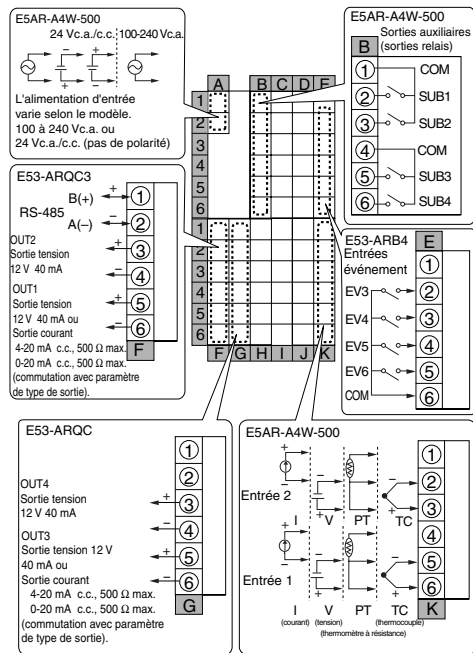 E5AR-A4W-500
24 Vc.a./c.c. 100-240 Vc.a.
L'alimentation d'entrée
varie selon le modèle.
100 à 240 Vc.a. ou
24 Vc.a./c.c. (pas de polarité)
A B C D E
1
2
3
4
5
6
1
2
3
4
5
6
F G H I J K
E5AR-A4W-500
Sorties auxiliaires
(sorties relais)
B
1 COM
2 SUB1
3 SUB2
4 COM
5 SUB3
6 SUB4
E53-ARQC3
B(+) + 1
RS-485
A(−) − 2
OUT2
Sortie tension + 3
12 V 40 mA − 4
OUT1
Sortie tension + 5
12 V 40 mA ou
Sortie courant − 6
4-20 mA c.c., 500 Ω max.
0-20 mA c.c., 500 Ω max.
(commutation avec paramètre
de type de sortie).
F
E53-ARB4
Entrées
événement
E
1
EV3 2
EV4 3
EV5 4
EV6 5
COM 6
E53-ARQC
1
2
OUT4
Sortie tension + 3
12 V 40 mA − 4
OUT3
Sortie tension 12 V + 5
40 mA ou
Sortie courant − 6
4-20 mA c.c., 500 Ω max.
0-20 mA c.c., 500 Ω max.
(commutation avec paramètre
de type de sortie).
G
E5AR-A4W-500
+ − − + − +
Entrée 2
I V PT TC
1
2
3
+ − − + − +
Entrée 1
4
5
6
I V PT TC K
(courant) (tension) (thermocouple)
(thermomètre à résistance)